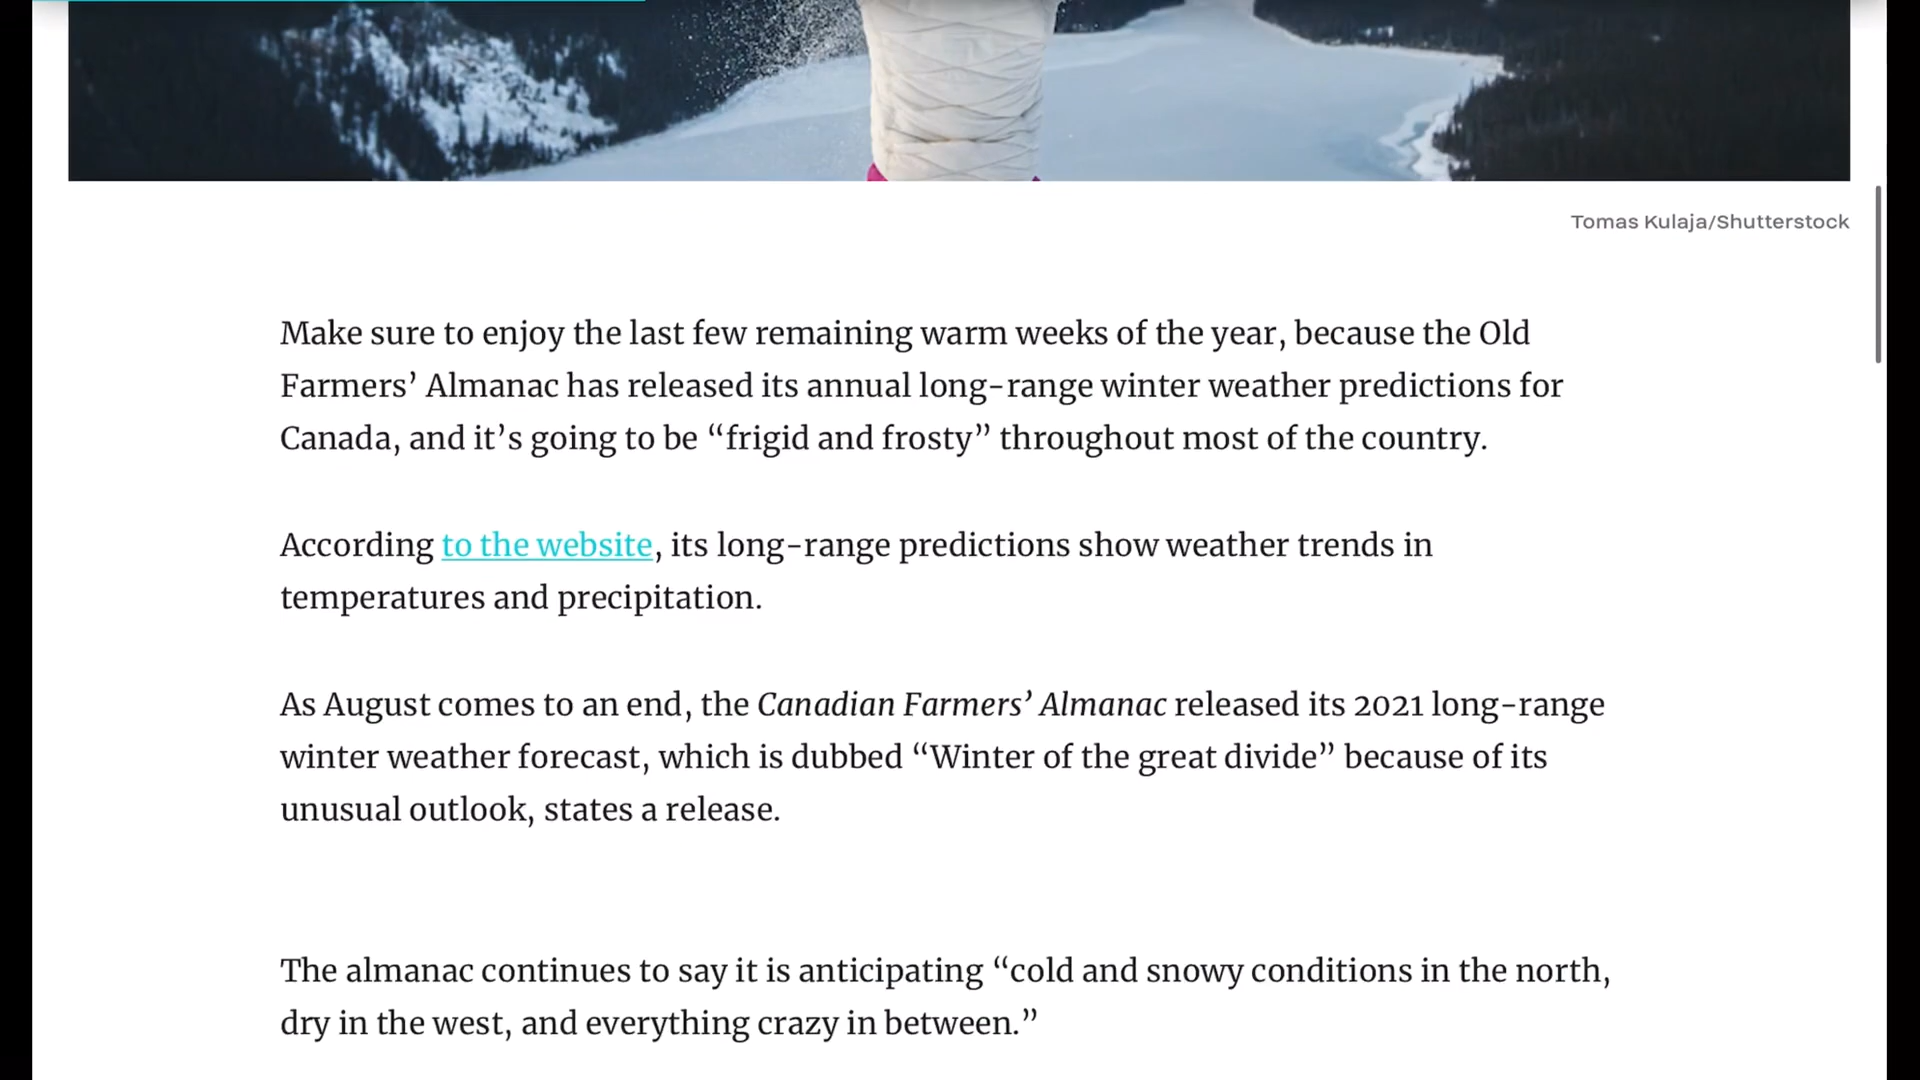 Tomas Kulaja/Shutterstock
Make sure to enjoy the last few remaining warm weeks of the year, because the Old
Farmers’ Almanac has released its annual long-range winter weather predictions for
Canada, and it’s going to be “frigid and frosty” throughout most of the country.
According to the website, its long-range predictions show weather trends in
temperatures and precipitation.
As August comes to an end, the Canadian Farmers’ Almanac released its 2021 long-range
winter weather forecast, which is dubbed “Winter of the great divide” because of its
unusual outlook, states a release.
The almanac continues to say it is anticipating “cold and snowy conditions in the north,
dry in the west, and everything crazy in between.”